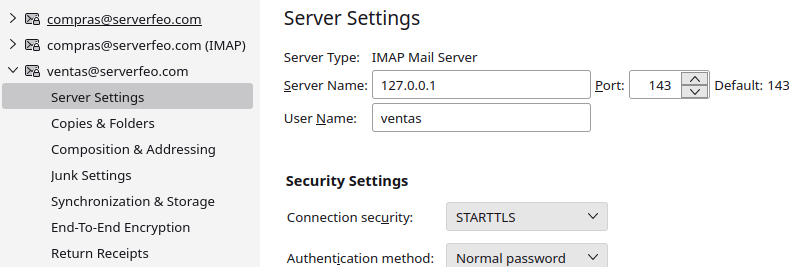 compras@serverfeo.com
compras@serverfeo.com (IMAP)
ventas@serverfeo.com
Server Settings
Copies & Folders
Composition & Addressing
Junk Settings
Synchronization & Storage
End-To-End Encryption
Return Receipts
Server Settings
Server Type: IMAP Mail Server
Server Name: 127.0.0.1 Port: 143 Default: 143
User Name: ventas
Security Settings
Connection security: STARTTLS
Authentication method: Normal password